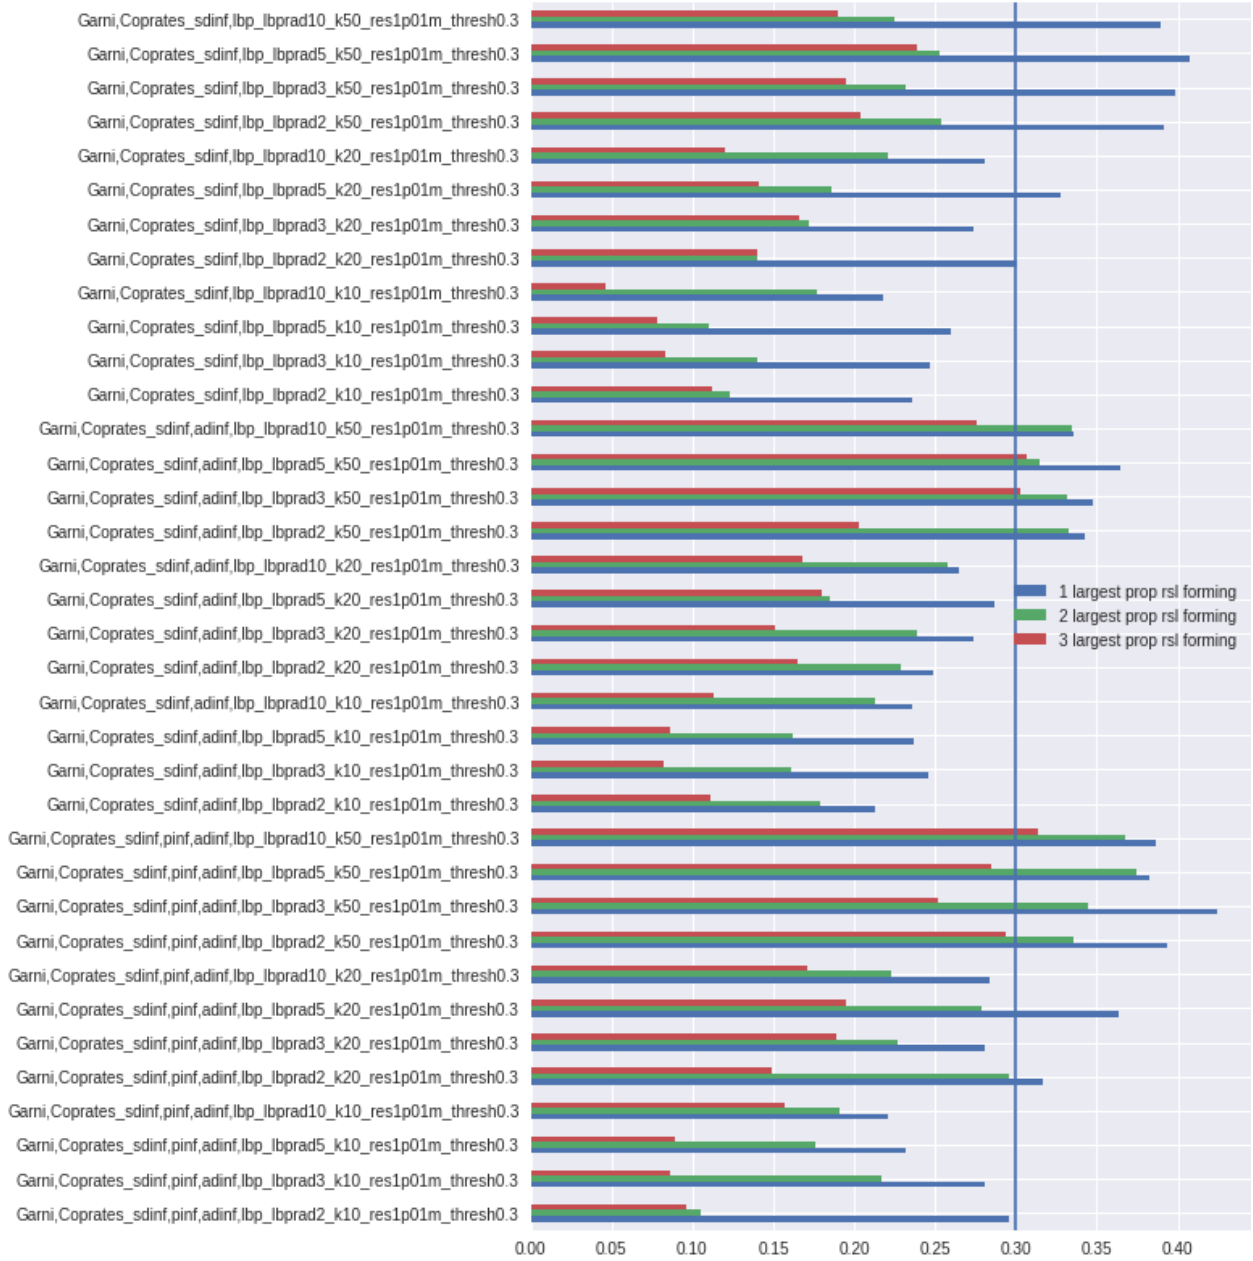 Garni,Coprates_sdinf,lbp_lbprad10_k50_res1p01m_thresh0.3
Garni,Coprates_sdinf,lbp_lbprad5_k50_res1p01m_thresh0.3
Garni,Coprates_sdinf,lbp_lbprad3_k50_res1p01m_thresh0.3
Garni,Coprates_sdinf,lbp_lbprad2_k50_res1p01m_thresh0.3
Garni,Coprates_sdinf,lbp_lbprad10_k20_res1p01m_thresh0.3
Garni,Coprates_sdinf,lbp_lbprad5_k20_res1p01m_thresh0.3
Garni,Coprates_sdinf,lbp_lbprad3_k20_res1p01m_thresh0.3
Garni,Coprates_sdinf,lbp_lbprad2_k20_res1p01m_thresh0.3
Garni,Coprates_sdinf,lbp_lbprad10_k10_res1p01m_thresh0.3
Garni,Coprates_sdinf,lbp_lbprad5_k10_res1p01m_thresh0.3
Garni,Coprates_sdinf,lbp_lbprad3_k10_res1p01m_thresh0.3
Garni,Coprates_sdinf,lbp_lbprad2_k10_res1p01m_thresh0.3
Garni,Coprates_sdinf,adinf,lbp_lbprad10_k50_res1p01m_thresh0.3
Garni,Coprates_sdinf,adinf,lbp_lbprad5_k50_res1p01m_thresh0.3
Garni,Coprates_sdinf,adinf,lbp_lbprad3_k50_res1p01m_thresh0.3
Garni,Coprates_sdinf,adinf,lbp_lbprad2_k50_res1p01m_thresh0.3
Garni,Coprates_sdinf,adinf,lbp_lbprad10_k20_res1p01m_thresh0.3
Garni,Coprates_sdinf,adinf,lbp_lbprad5_k20_res1p01m_thresh0.3
Garni,Coprates_sdinf,adinf,lbp_lbprad3_k20_res1p01m_thresh0.3
Garni,Coprates_sdinf,adinf,lbp_lbprad2_k20_res1p01m_thresh0.3
Garni,Coprates_sdinf,adinf,lbp_lbprad10_k10_res1p01m_thresh0.3
Garni,Coprates_sdinf,adinf,lbp_lbprad5_k10_res1p01m_thresh0.3
Garni,Coprates_sdinf,adinf,lbp_lbprad3_k10_res1p01m_thresh0.3
Garni,Coprates_sdinf,adinf,lbp_lbprad2_k10_res1p01m_thresh0.3
Garni,Coprates_sdinf,pinf,adinf,lbp_lbprad10_k50_res1p01m_thresh0.3
Garni,Coprates_sdinf,pinf,adinf,lbp_lbprad5_k50_res1p01m_thresh0.3
Garni,Coprates_sdinf,pinf,adinf,lbp_lbprad3_k50_res1p01m_thresh0.3
Garni,Coprates_sdinf,pinf,adinf,lbp_lbprad2_k50_res1p01m_thresh0.3
Garni,Coprates_sdinf,pinf,adinf,lbp_lbprad10_k20_res1p01m_thresh0.3
Garni,Coprates_sdinf,pinf,adinf,lbp_lbprad5_k20_res1p01m_thresh0.3
Garni,Coprates_sdinf,pinf,adinf,lbp_lbprad3_k20_res1p01m_thresh0.3
Garni,Coprates_sdinf,pinf,adinf,lbp_lbprad2_k20_res1p01m_thresh0.3
Garni,Coprates_sdinf,pinf,adinf,lbp_lbprad10_k10_res1p01m_thresh0.3
Garni,Coprates_sdinf,pinf,adinf,lbp_lbprad5_k10_res1p01m_thresh0.3
Garni,Coprates_sdinf,pinf,adinf,lbp_lbprad3_k10_res1p01m_thresh0.3
Garni,Coprates_sdinf,pinf,adinf,lbp_lbprad2_k10_res1p01m_thresh0.3
1 largest prop rsl forming
2 largest prop rsl forming
3 largest prop rsl forming
0.00 0.05 0.10 0.15 0.20 0.25 0.30 0.35 0.40